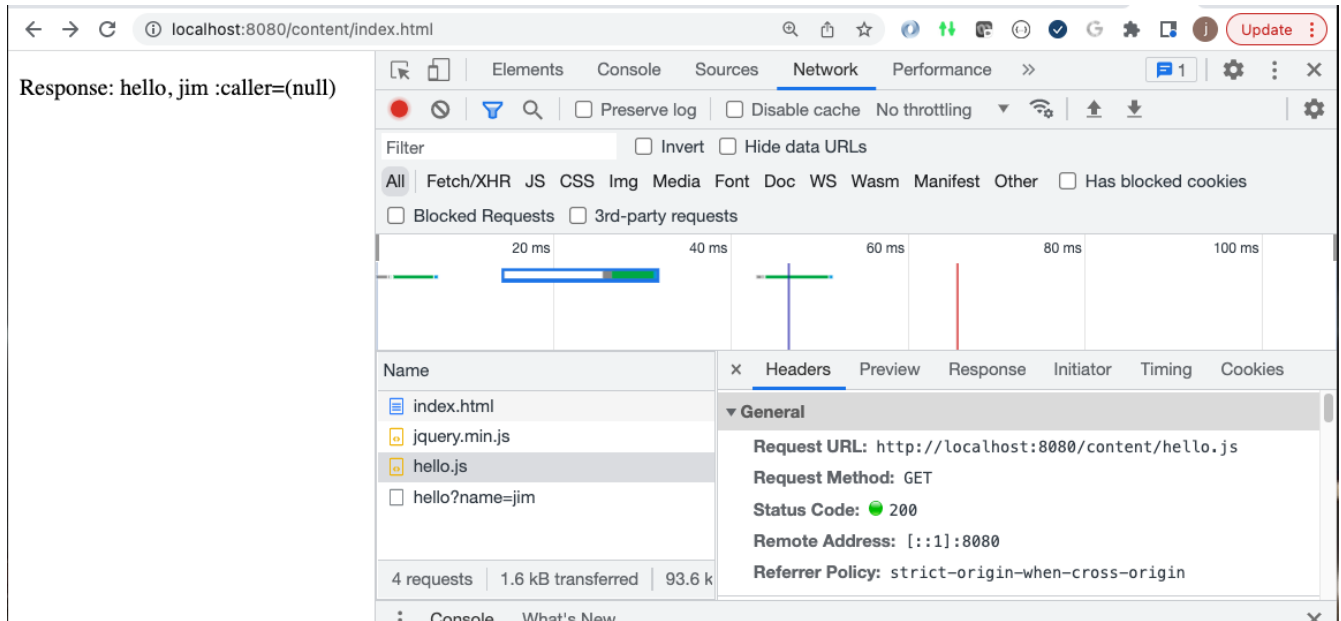 localhost:8080/content/index.html
G
j
Update
Response: hello, jim :caller=(null)
Elements Console Sources Network Performance » 1
Preserve log Disable cache No throttling
Filter Invert Hide data URLs
All Fetch/XHR JS CSS Img Media Font Doc WS Wasm Manifest Other Has blocked cookies
Blocked Requests 3rd-party requests
20 ms 40 ms 60 ms 80 ms 100 ms
Name
index.html
jquery.min.js
hello.js
hello?name=jim
4 requests 1.6 kB transferred 93.6 k
× Headers Preview Response Initiator Timing Cookies
General
Request URL: http://localhost:8080/content/hello.js
Request Method: GET
Status Code: 200
Remote Address: [::1]:8080
Referrer Policy: strict-origin-when-cross-origin
Console What's New